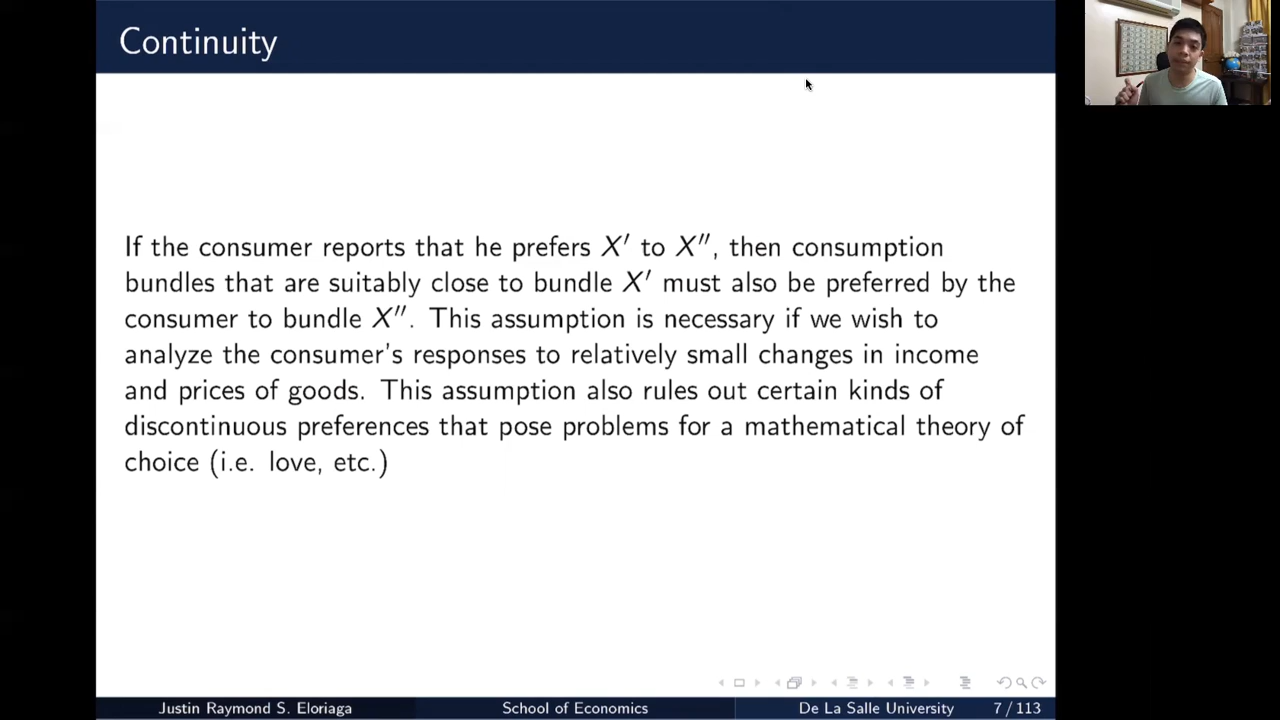 Continuity
If the consumer reports that he prefers X′ to X″, then consumption
bundles that are suitably close to bundle X′ must also be preferred by the
consumer to bundle X″. This assumption is necessary if we wish to
analyze the consumer's responses to relatively small changes in income
and prices of goods. This assumption also rules out certain kinds of
discontinuous preferences that pose problems for a mathematical theory of
choice (i.e. love, etc.)
Justin Raymond S. Eloriaga School of Economics De La Salle University 7 / 113